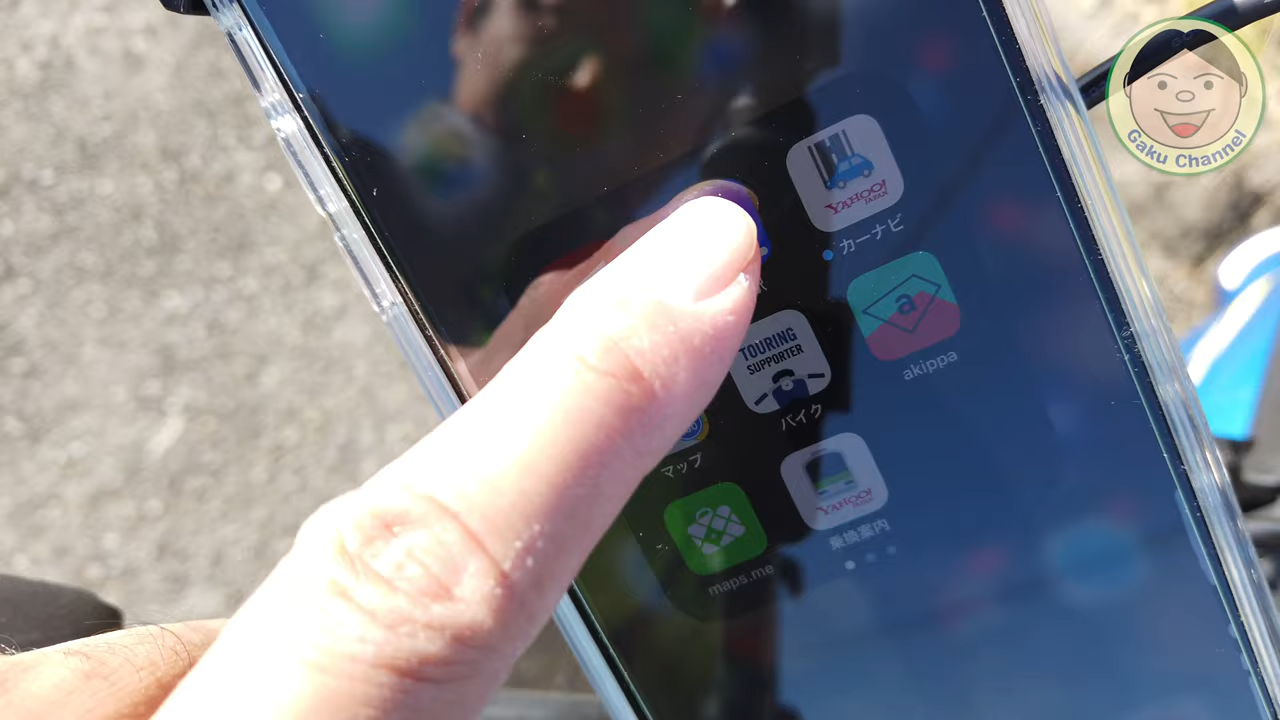 Gaku Channel
YAHOO!
JAPAN
カーナビ
a
akippa
TOURING
SUPPORTER
バイク
マップ
YAHOO!
JAPAN
乗換案内
maps.me